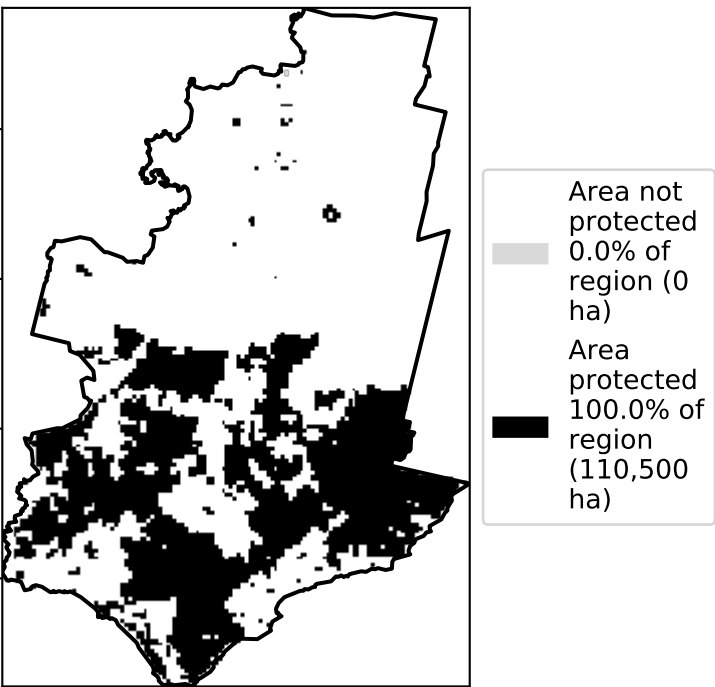 Area not
protected
0.0% of
region (0
ha)
Area
protected
100.0% of
region
(110,500
ha)